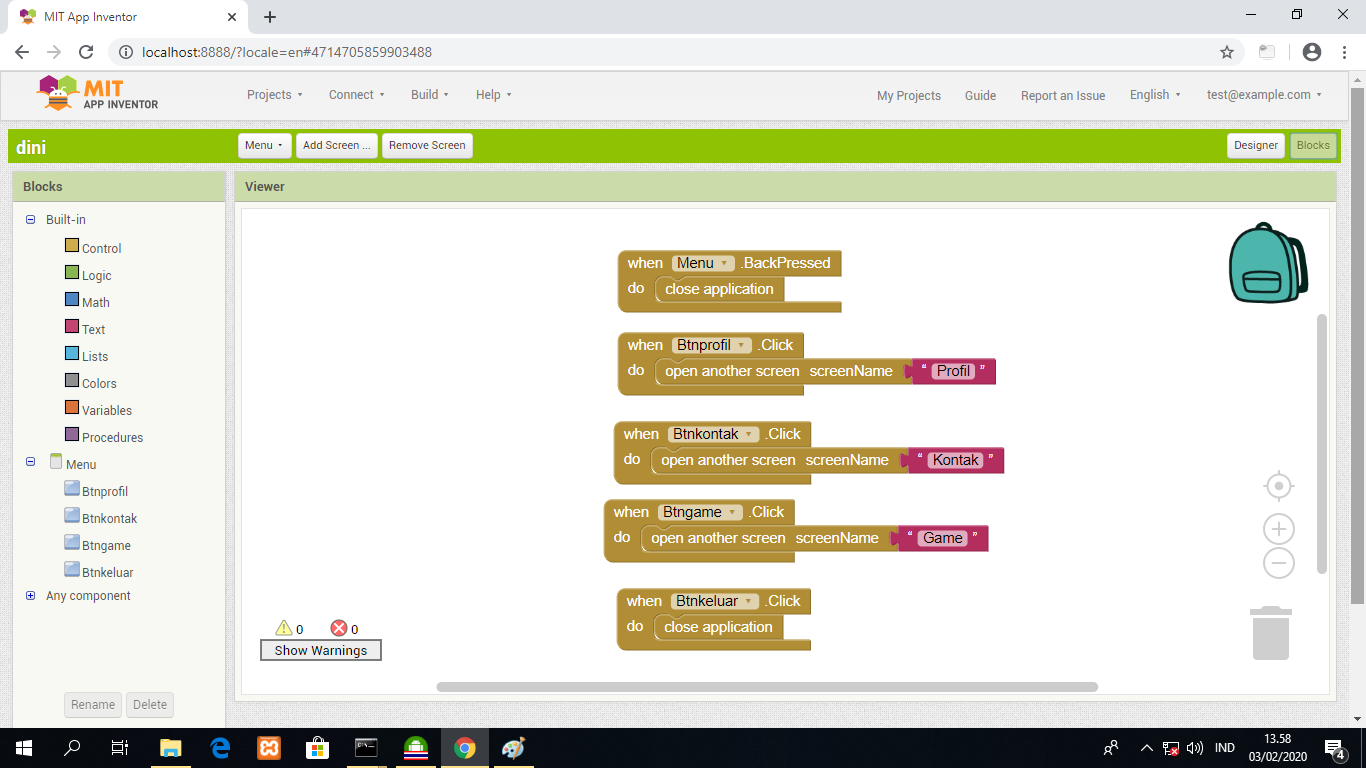 MIT App Inventor
localhost:8888/?locale=en#4714705859903488
MIT
APP INVENTOR
Projects Connect Build Help My Projects Guide Report an Issue English test@example.com
dini Menu Add Screen ... Remove Screen Designer Blocks
Blocks
Built-in
Control
Logic
Math
Text
Lists
Colors
Variables
Procedures
Menu
Btnprofil
Btnkontak
Btngame
Btnkeluar
Any component
Rename Delete
Viewer
when Menu .BackPressed
do close application
when Btnprofil .Click
do open another screen screenName “ Profil ”
when Btnkontak .Click
do open another screen screenName “ Kontak ”
when Btngame .Click
do open another screen screenName “ Game ”
when Btnkeluar .Click
do close application
0 0
Show Warnings
IND
13.58
03/02/2020
4